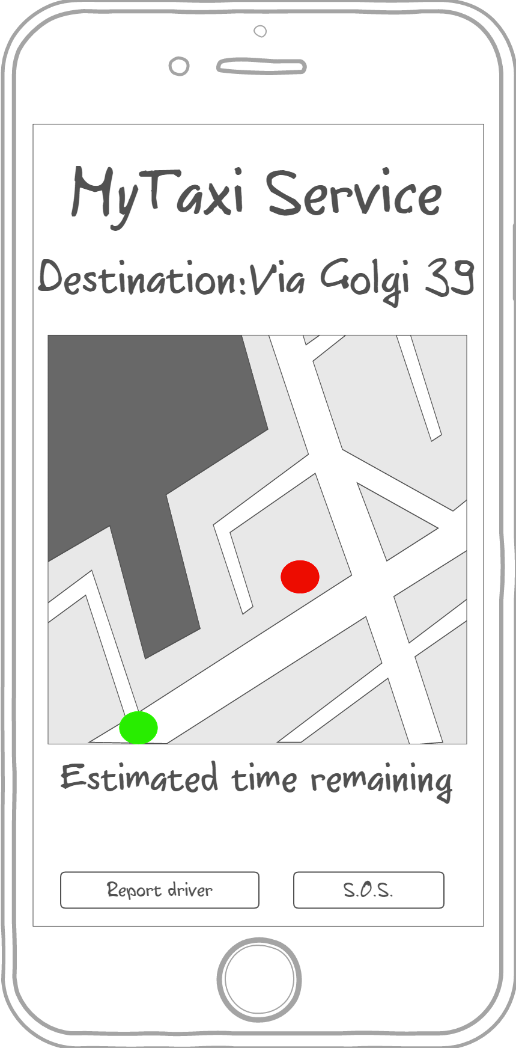 MyTaxi Service
Destination:Via Golgi 39
Estimated time remaining
Report driver
S.O.S.